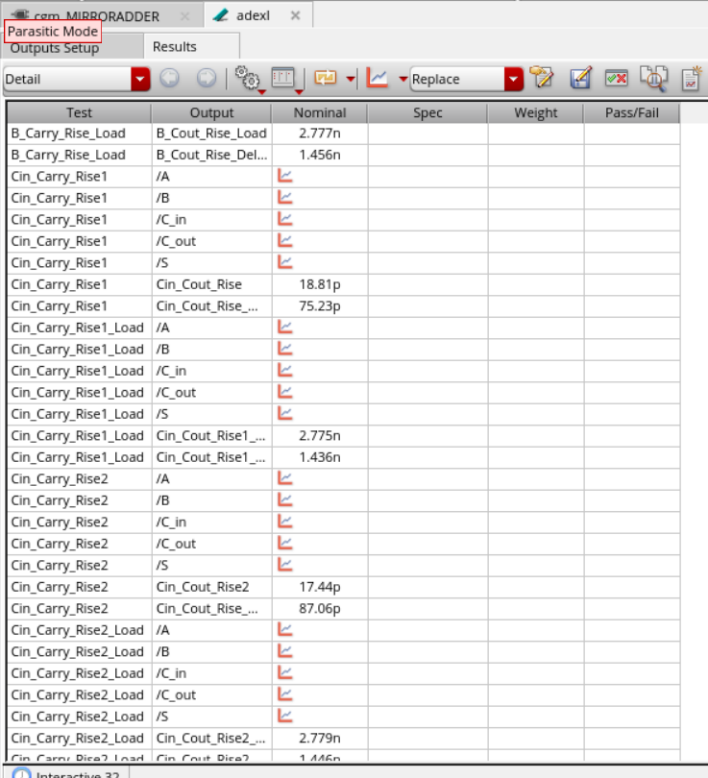 cgm_MIRRORADDER adexl
Parasitic Mode
Outputs Setup Results
Detail Replace
Test Output Nominal Spec Weight Pass/Fail
B_Carry_Rise_Load B_Cout_Rise_Load 2.777n
B_Carry_Rise_Load B_Cout_Rise_Del... 1.456n
Cin_Carry_Rise1 /A
Cin_Carry_Rise1 /B
Cin_Carry_Rise1 /C_in
Cin_Carry_Rise1 /C_out
Cin_Carry_Rise1 /S
Cin_Carry_Rise1 Cin_Cout_Rise 18.81p
Cin_Carry_Rise1 Cin_Cout_Rise_... 75.23p
Cin_Carry_Rise1_Load /A
Cin_Carry_Rise1_Load /B
Cin_Carry_Rise1_Load /C_in
Cin_Carry_Rise1_Load /C_out
Cin_Carry_Rise1_Load /S
Cin_Carry_Rise1_Load Cin_Cout_Rise1_... 2.775n
Cin_Carry_Rise1_Load Cin_Cout_Rise1_... 1.436n
Cin_Carry_Rise2 /A
Cin_Carry_Rise2 /B
Cin_Carry_Rise2 /C_in
Cin_Carry_Rise2 /C_out
Cin_Carry_Rise2 /S
Cin_Carry_Rise2 Cin_Cout_Rise2 17.44p
Cin_Carry_Rise2 Cin_Cout_Rise_... 87.06p
Cin_Carry_Rise2_Load /A
Cin_Carry_Rise2_Load /B
Cin_Carry_Rise2_Load /C_in
Cin_Carry_Rise2_Load /C_out
Cin_Carry_Rise2_Load /S
Cin_Carry_Rise2_Load Cin_Cout_Rise2_... 2.779n
Cin_Carry_Rise2_Load Cin_Cout_Rise2 1.446n
Interactive.32